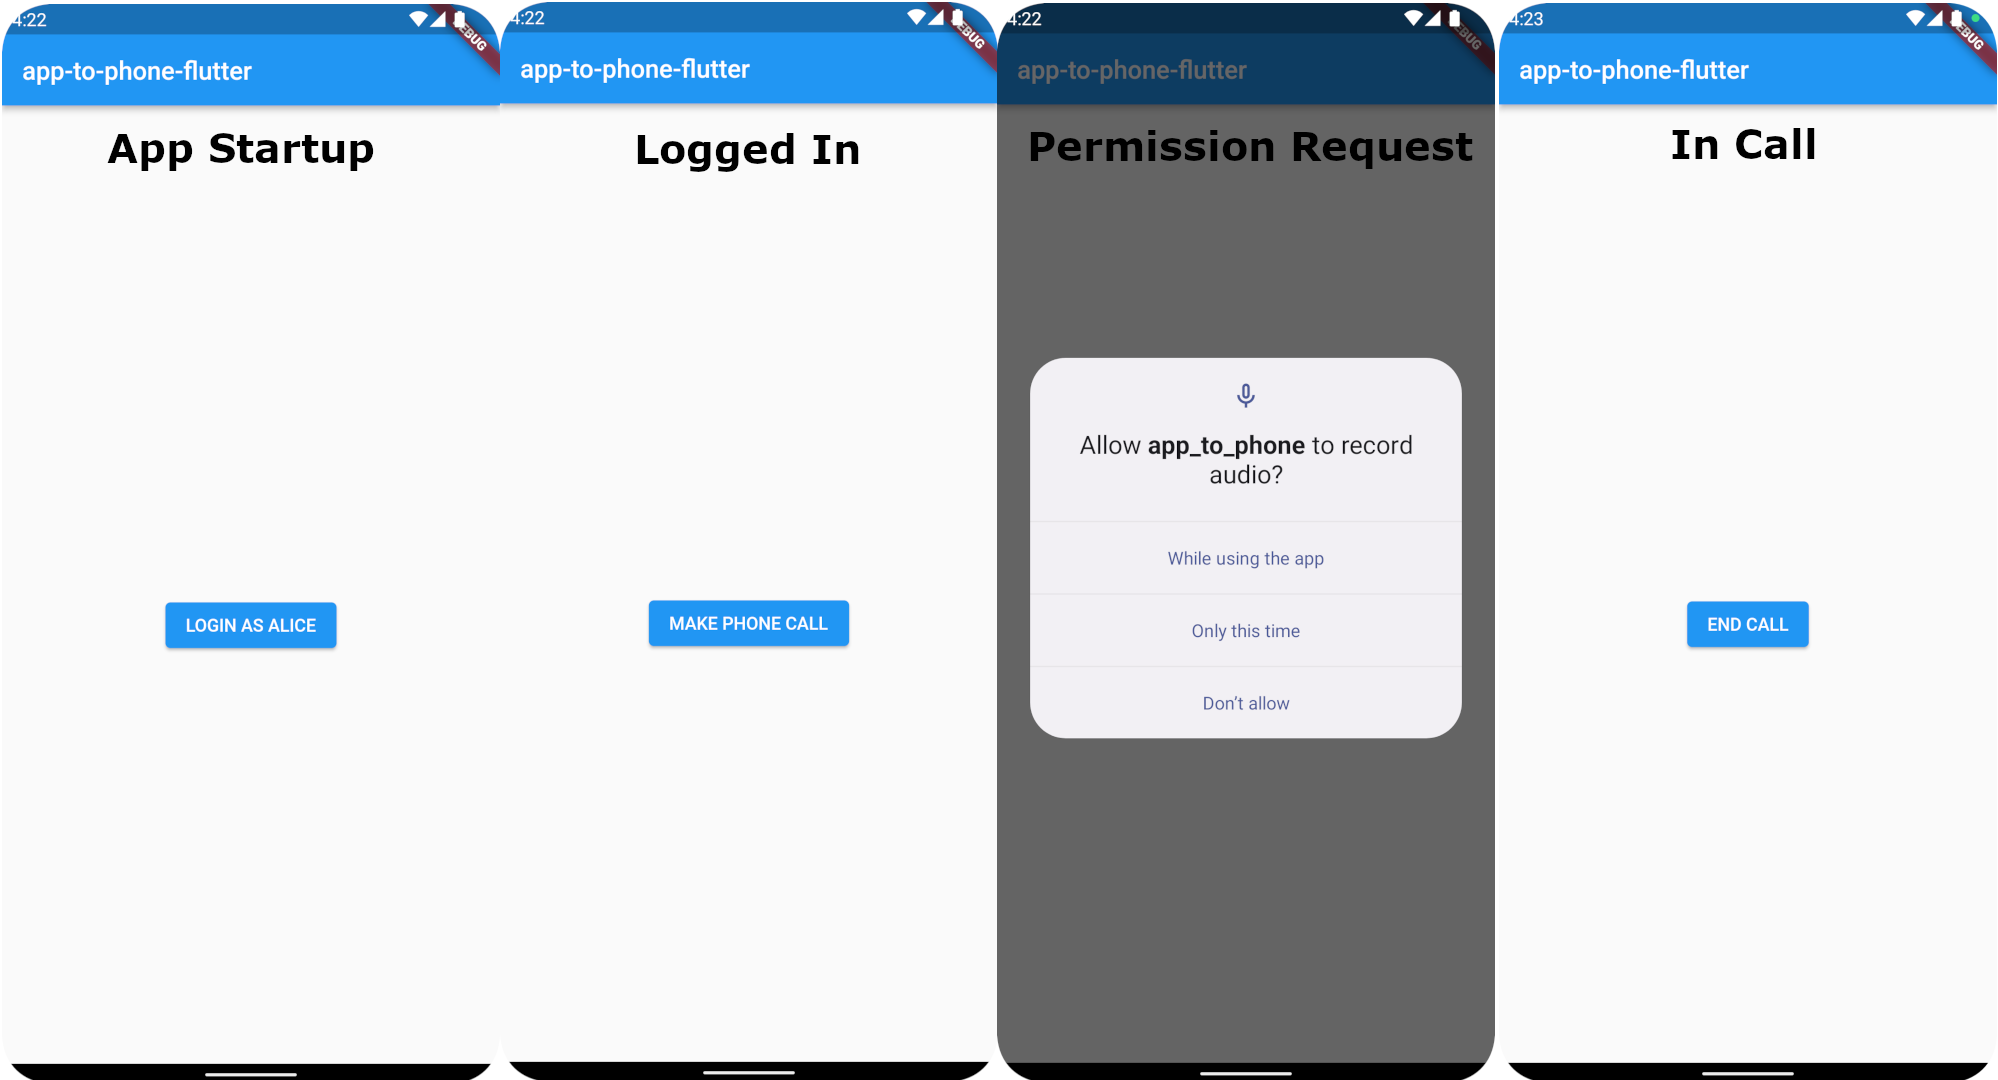 4:22
EBUG
app-to-phone-flutter
App Startup
LOGIN AS ALICE
4:22
EBUG
app-to-phone-flutter
Logged In
MAKE PHONE CALL
4:22
EBUG
app-to-phone-flutter
Permission Request
Allow app_to_phone to record
audio?
While using the app
Only this time
Don't allow
4:23
EBUG
app-to-phone-flutter
In Call
END CALL